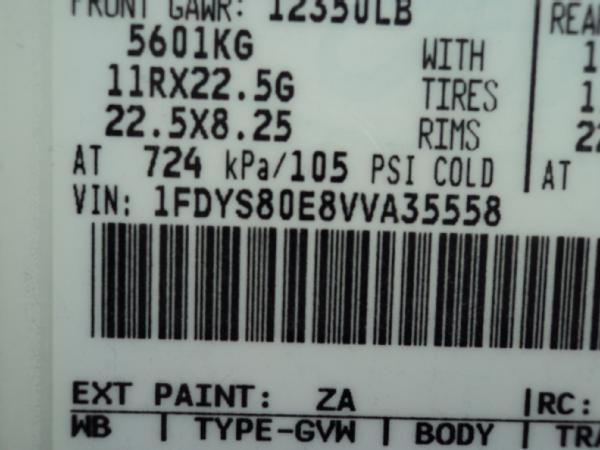 FRONT GAWR: 12350LB
5601KG WITH
11RX22.5G TIRES
22.5X8.25 RIMS
AT 724 kPa/105 PSI COLD AT
VIN: 1FDYS80E8VVA35558
EXT PAINT: ZA RC:
WB TYPE-GVW BODY